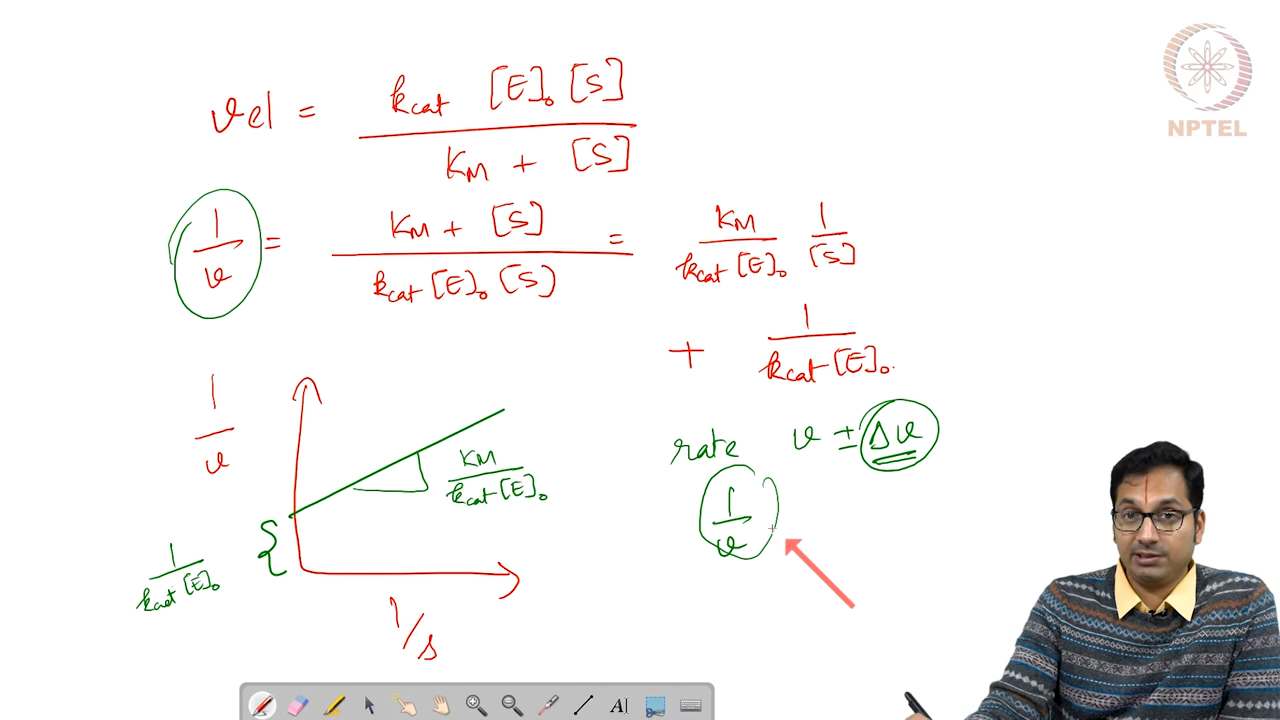 NPTEL
vel = kcat [E]₀ [S] / KM + [S]
1/v = KM + [S] / kcat [E]₀ [S] = KM / kcat [E]₀ 1/[S]
+ 1 / kcat [E]₀.
1/v
KM / kcat [E]₀
1 / kcat [E]₀
1/s
rate v ± Δv
1/v
A